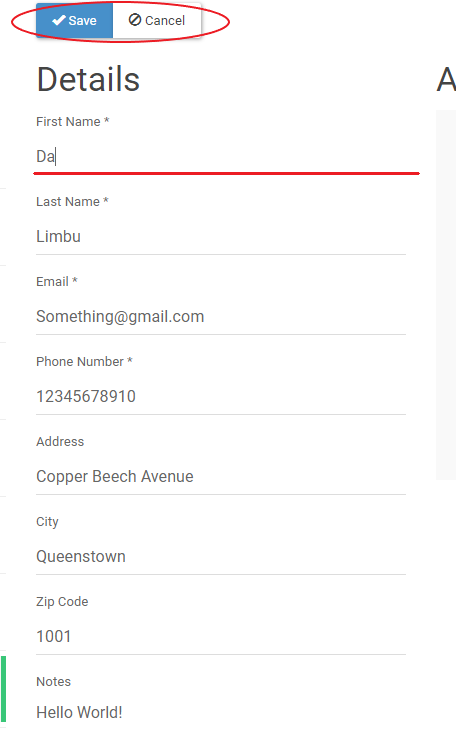 Save Cancel
Details
A
First Name *
Da
Last Name *
Limbu
Email *
Something@gmail.com
Phone Number *
12345678910
Address
Copper Beech Avenue
City
Queenstown
Zip Code
1001
Notes
Hello World!